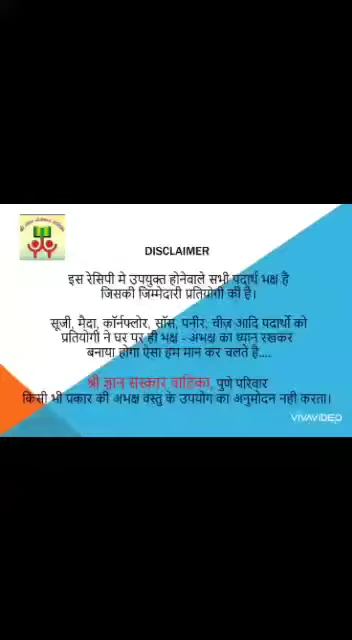 DISCLAIMER
इस रेसिपी मे उपयुक्त होनेवाले सभी पदार्थ भक्ष है
जिसकी जिम्मेदारी प्रतियोगी की है।
सूजी, मैदा, कॉर्नफ्लोर, सॉस, पनीर, चीज़ आदि पदार्थो को
प्रतियोगी ने घर पर ही भक्ष - अभक्ष का ध्यान रखकर
बनाया होगा ऐसा हम मान कर चलते है....
श्री ज्ञान संस्कार वाटिका, पुणे परिवार
किसी भी प्रकार की अभक्ष वस्तु के उपयोग का अनुमोदन नही करता।
VIVAVIDEO